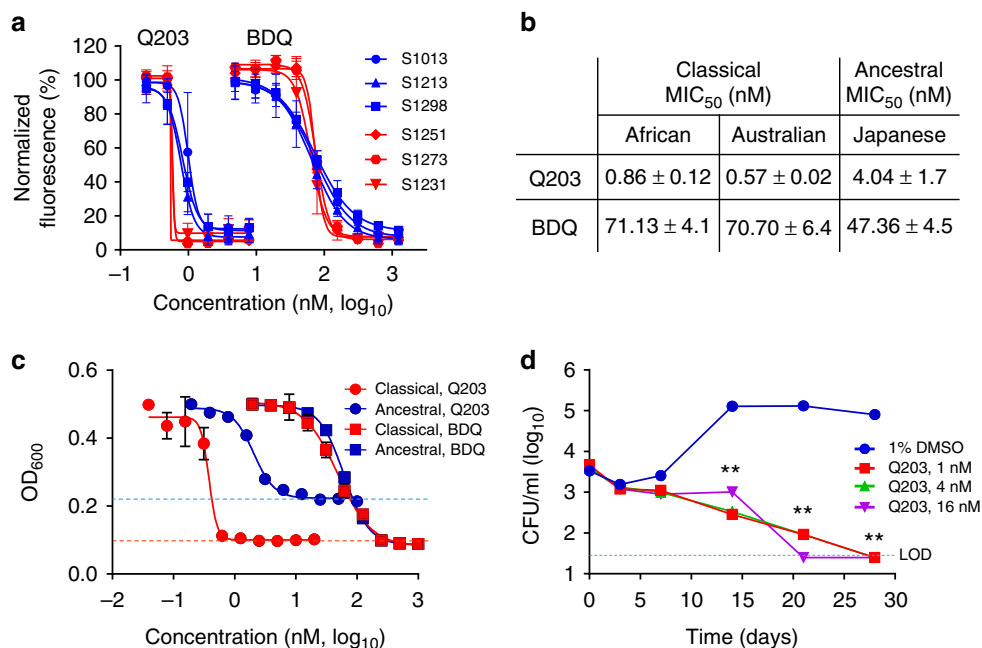 a
Q203
BDQ
Normalized
fluorescence (%)
120
100
80
60
40
20
0
–1
0
1
2
3
Concentration (nM, log10)
S1013
S1213
S1298
S1251
S1273
S1231
b
Classical
MIC50 (nM)
Ancestral
MIC50 (nM)
African
Australian
Japanese
Q203
0.86 ± 0.12
0.57 ± 0.02
4.04 ± 1.7
BDQ
71.13 ± 4.1
70.70 ± 6.4
47.36 ± 4.5
c
OD600
0.6
0.4
0.2
0.0
–2
–1
0
1
2
3
Concentration (nM, log10)
Classical, Q203
Ancestral, Q203
Classical, BDQ
Ancestral, BDQ
d
CFU/ml (log10)
6
5
4
3
2
1
0
5
10
15
20
25
30
Time (days)
**
**
**
1% DMSO
Q203, 1 nM
Q203, 4 nM
Q203, 16 nM
LOD